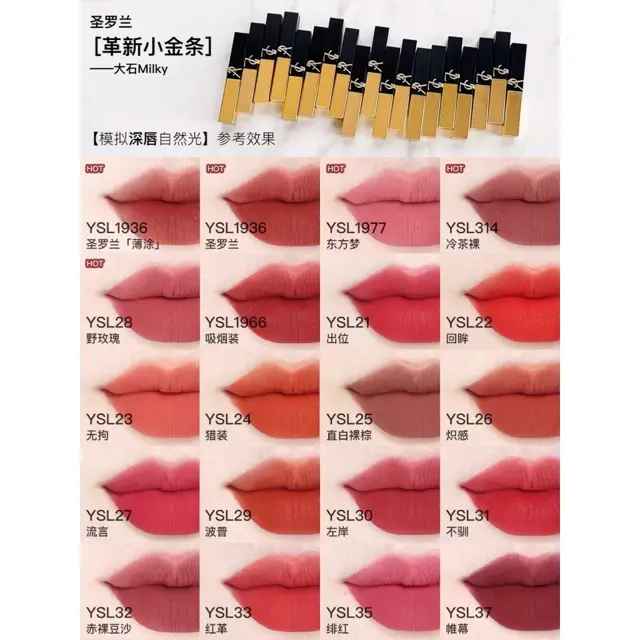 圣罗兰
[革新小金条]
——大石Milky
【模拟深唇自然光】参考效果
HOT
YSL1936
圣罗兰「薄涂」
HOT
YSL1936
圣罗兰
HOT
YSL1977
东方梦
HOT
YSL314
冷茶裸
HOT
YSL28
野玫瑰
YSL1966
吸烟装
YSL21
出位
YSL22
回眸
YSL23
无拘
YSL24
猎装
YSL25
直白裸棕
YSL26
炽感
YSL27
流言
YSL29
波普
YSL30
左岸
YSL31
不驯
YSL32
赤裸豆沙
YSL33
红革
YSL35
绯红
YSL37
帷幕